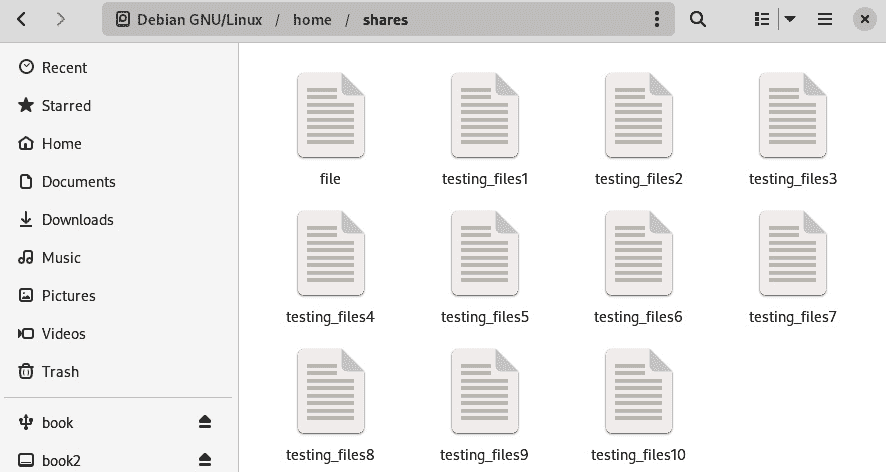 Debian GNU/Linux / home / shares
Recent
Starred
Home
Documents
Downloads
Music
Pictures
Videos
Trash
book
book2
file testing_files1 testing_files2 testing_files3
testing_files4 testing_files5 testing_files6 testing_files7
testing_files8 testing_files9 testing_files10